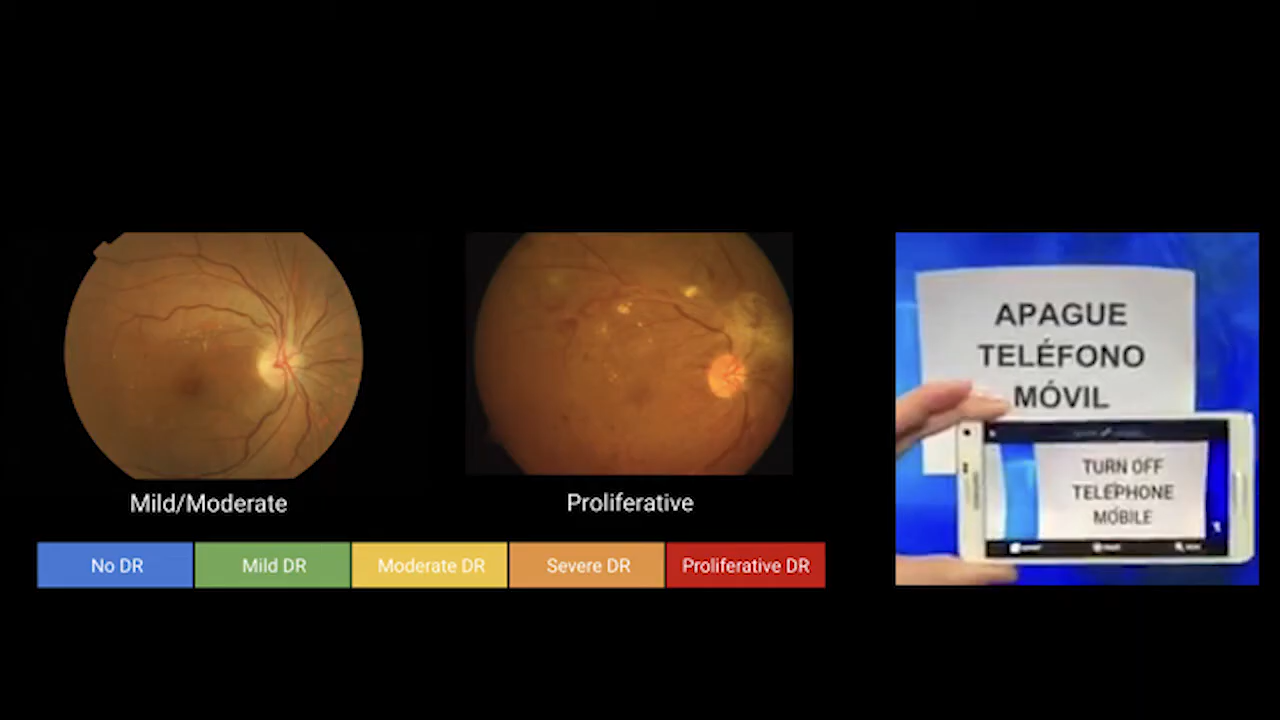 Mild/Moderate
Proliferative
No DR
Mild DR
Moderate DR
Severe DR
Proliferative DR
APAGUE
TELÉFONO
MÓVIL
TURN OFF
TELEPHONE
MOBILE